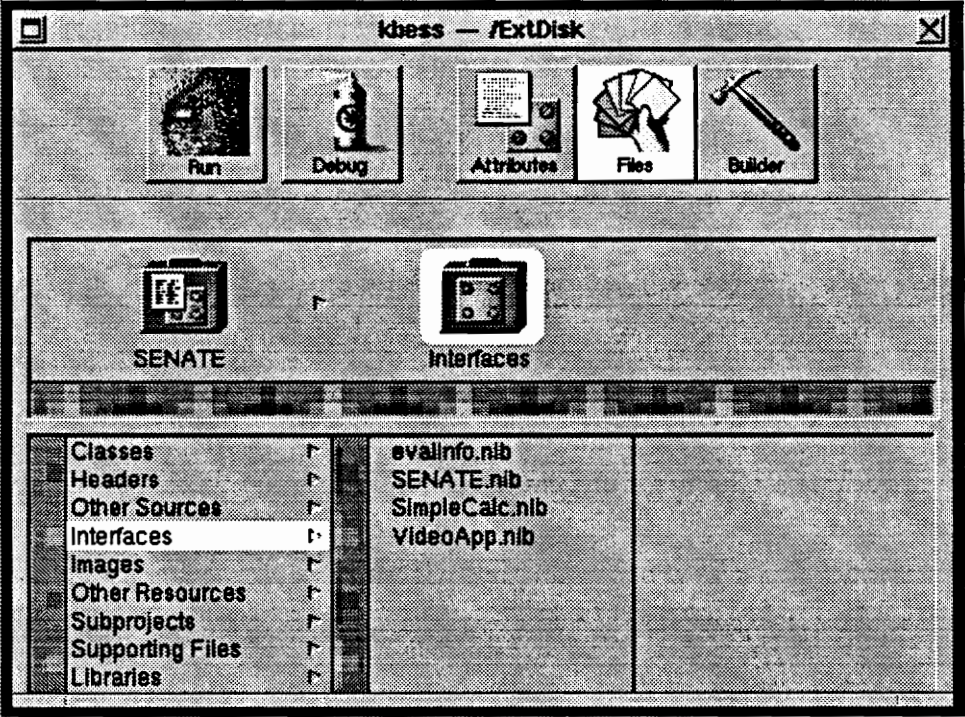 kbess — /ExtDisk
Run
Debug
Attributes
Files
Builder
SENATE
Interfaces
Classes
Headers
Other Sources
Interfaces
Images
Other Resources
Subprojects
Supporting Files
Libraries
evalInfo.nib
SENATE.nib
SimpleCalc.nib
VideoApp.nib